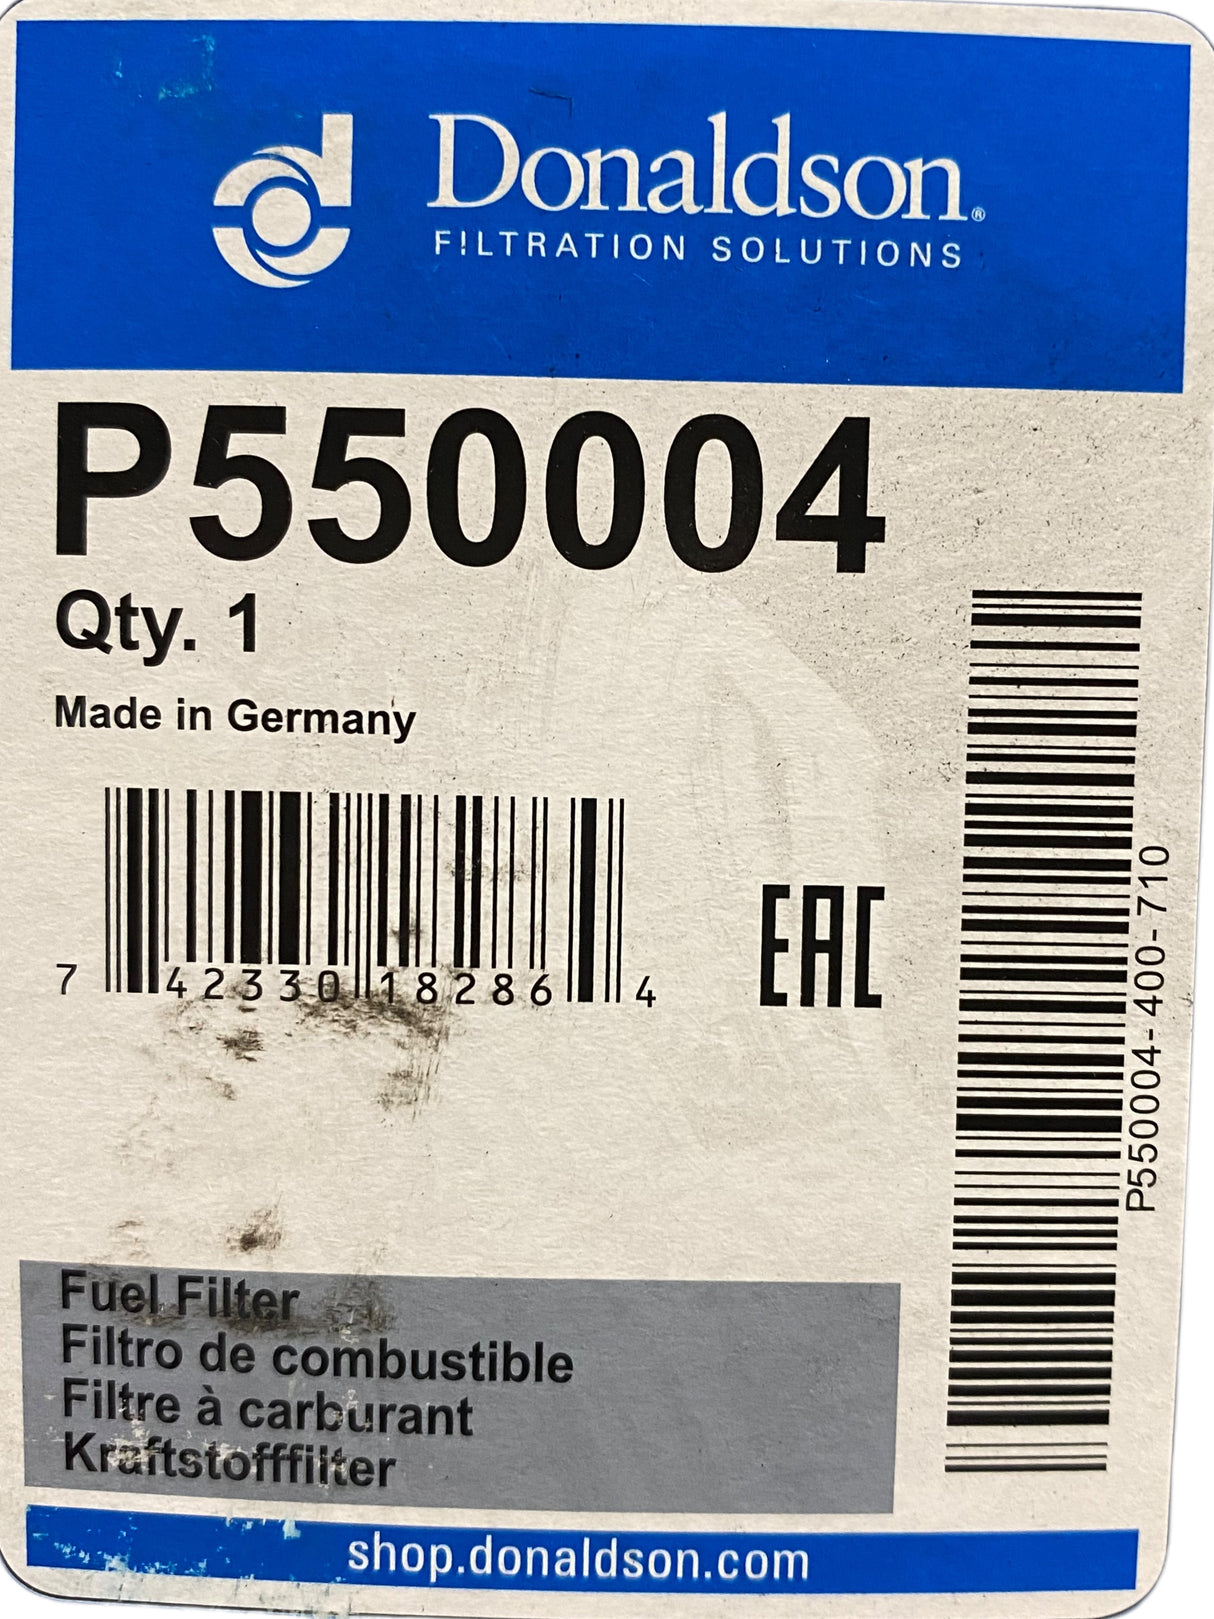 Donaldson®
FILTRATION SOLUTIONS
P550004
Qty. 1
Made in Germany
7 42330 18286 4
EAC
P550004-400-710
Fuel Filter
Filtro de combustible
Filtre à carburant
Kraftstofffilter
shop.donaldson.com